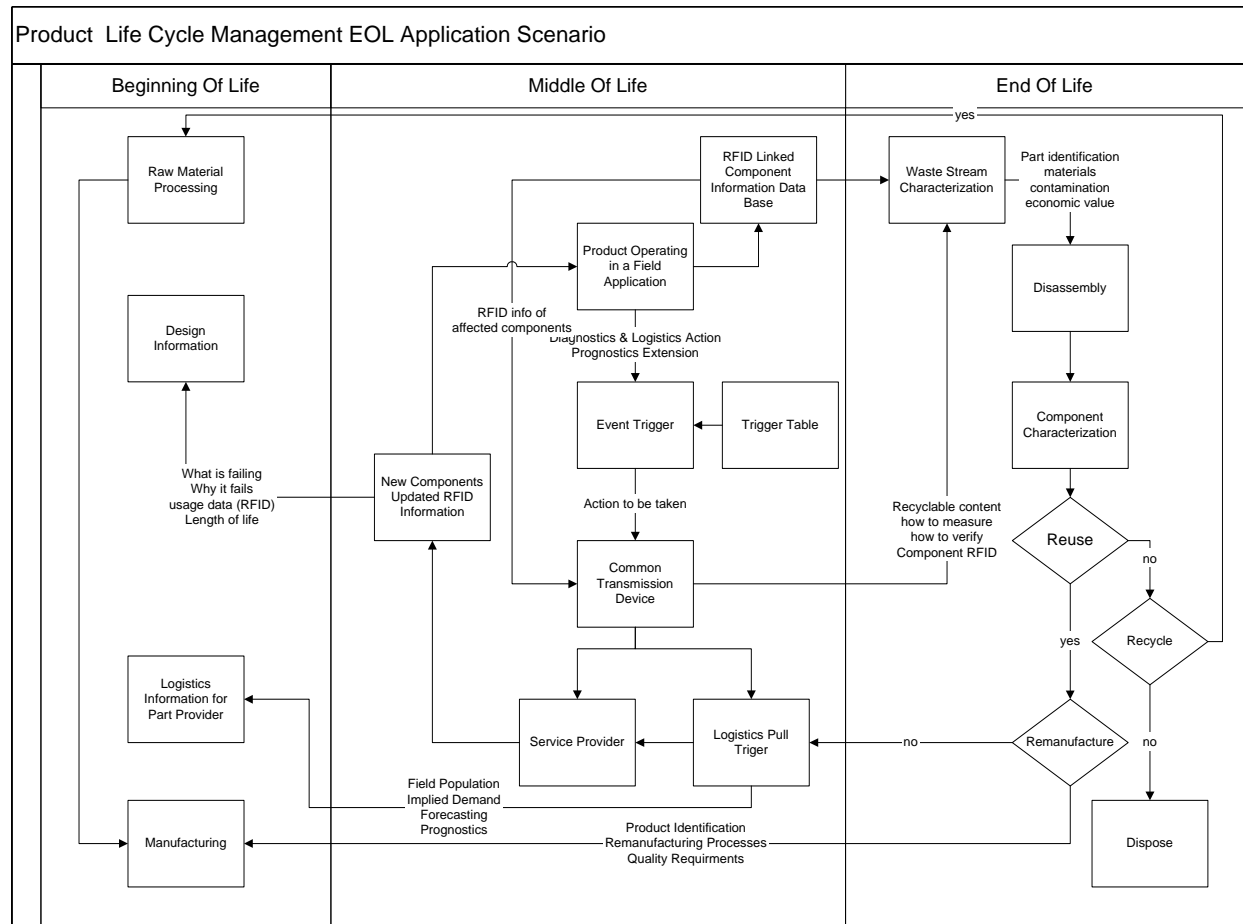 Product  Life Cycle Management EOL Application Scenario
Beginning Of Life
Middle Of Life
End Of Life
yes
Raw Material
Processing
RFID Linked
Component
Information Data
Base
Waste Stream
Characterization
Part identification
materials
contamination
economic value
Product Operating
in a Field
Application
Disassembly
Design
Information
RFID info of
affected components
Diagnostics & Logistics Action
Prognostics Extension
Event Trigger
Trigger Table
Component
Characterization
What is failing
Why it fails
usage data (RFID)
Length of life
New Components
Updated RFID
Information
Action to be taken
Recyclable content
how to measure
how to verify
Component RFID
Reuse
no
Common
Transmission
Device
yes
Recycle
Logistics
Information for
Part Provider
Service Provider
Logistics Pull
Triger
no
Remanufacture
no
Field Population
Implied Demand
Forecasting
Prognostics
Manufacturing
Product Identification
Remanufacturing Processes
Quality Requirments
Dispose